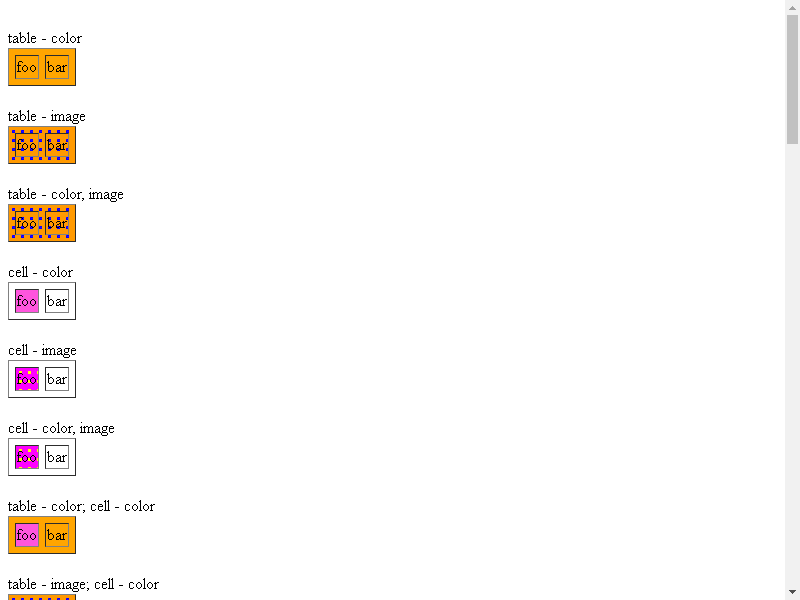 table - color
foo bar
table - image
foo bar
table - color, image
foo bar
cell - color
foo bar
cell - image
foo bar
cell - color, image
foo bar
table - color; cell - color
foo bar
table - image; cell - color